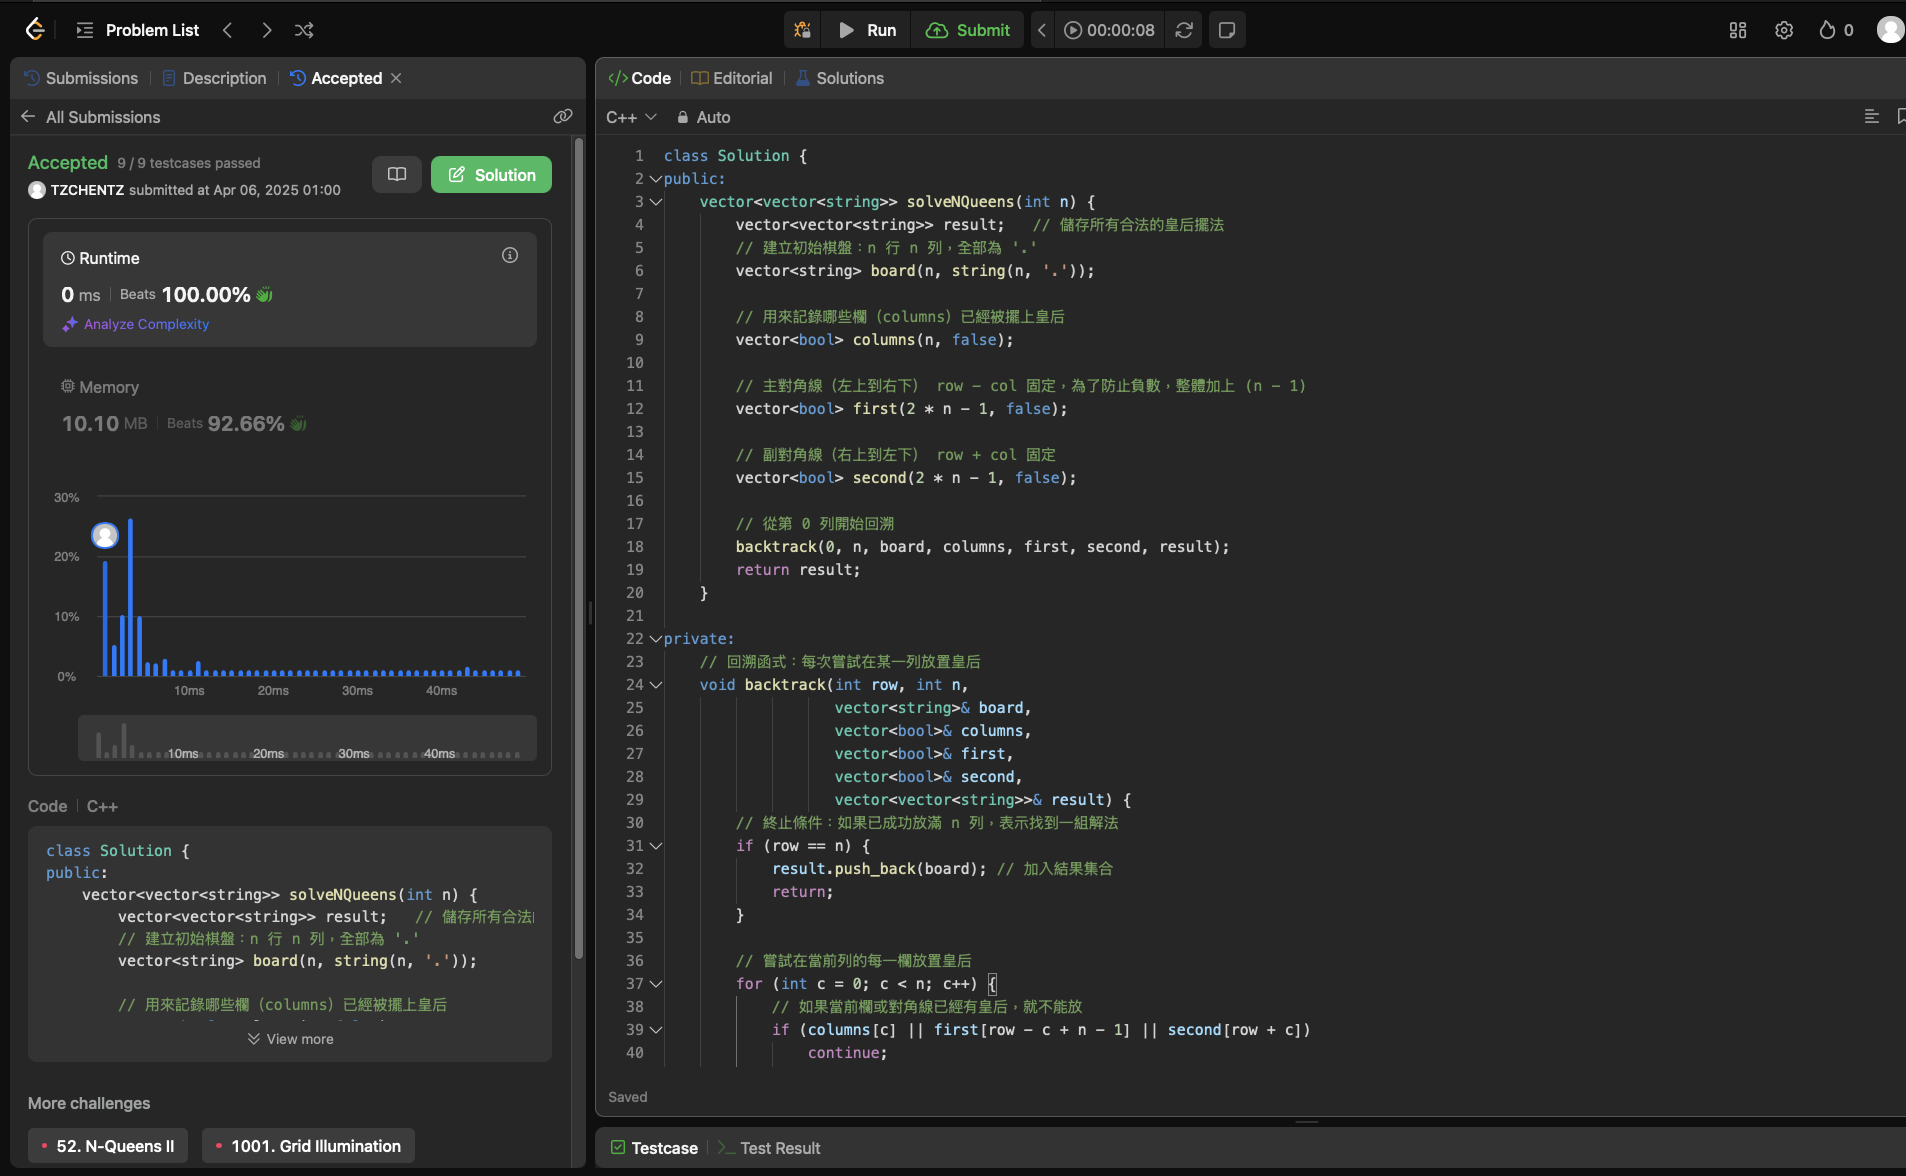 Problem List
Run
Submit
00:00:08
0
Submissions
Description
Accepted
All Submissions
Accepted 9 / 9 testcases passed
TZCHENTZ submitted at Apr 06, 2025 01:00
Solution
Runtime
0 ms Beats 100.00%
Analyze Complexity
Memory
10.10 MB Beats 92.66%
30%
20%
10%
0%
10ms 20ms 30ms 40ms
10ms 20ms 30ms 40ms
Code C++
class Solution {
public:
vector<vector<string>> solveNQueens(int n) {
vector<vector<string>> result; // 儲存所有合法
// 建立初始棋盤：n 行 n 列，全部為 '.'
vector<string> board(n, string(n, '.'));
// 用來記錄哪些欄（columns）已經被擺上皇后
View more
More challenges
52. N-Queens II
1001. Grid Illumination
Code
Editorial
Solutions
C++ Auto
1 class Solution {
2 public:
3 vector<vector<string>> solveNQueens(int n) {
4 vector<vector<string>> result; // 儲存所有合法的皇后擺法
5 // 建立初始棋盤：n 行 n 列，全部為 '.'
6 vector<string> board(n, string(n, '.'));
7
8 // 用來記錄哪些欄（columns）已經被擺上皇后
9 vector<bool> columns(n, false);
10
11 // 主對角線（左上到右下） row - col 固定，為了防止負數，整體加上 (n - 1)
12 vector<bool> first(2 * n - 1, false);
13
14 // 副對角線（右上到左下） row + col 固定
15 vector<bool> second(2 * n - 1, false);
16
17 // 從第 0 列開始回溯
18 backtrack(0, n, board, columns, first, second, result);
19 return result;
20 }
21
22 private:
23 // 回溯函式：每次嘗試在某一列放置皇后
24 void backtrack(int row, int n,
25 vector<string>& board,
26 vector<bool>& columns,
27 vector<bool>& first,
28 vector<bool>& second,
29 vector<vector<string>>& result) {
30 // 終止條件：如果已成功放滿 n 列，表示找到一組解法
31 if (row == n) {
32 result.push_back(board); // 加入結果集合
33 return;
34 }
35
36 // 嘗試在當前列的每一欄放置皇后
37 for (int c = 0; c < n; c++) {
38 // 如果當前欄或對角線已經有皇后，就不能放
39 if (columns[c] || first[row - c + n - 1] || second[row + c])
40 continue;
Saved
Testcase
Test Result